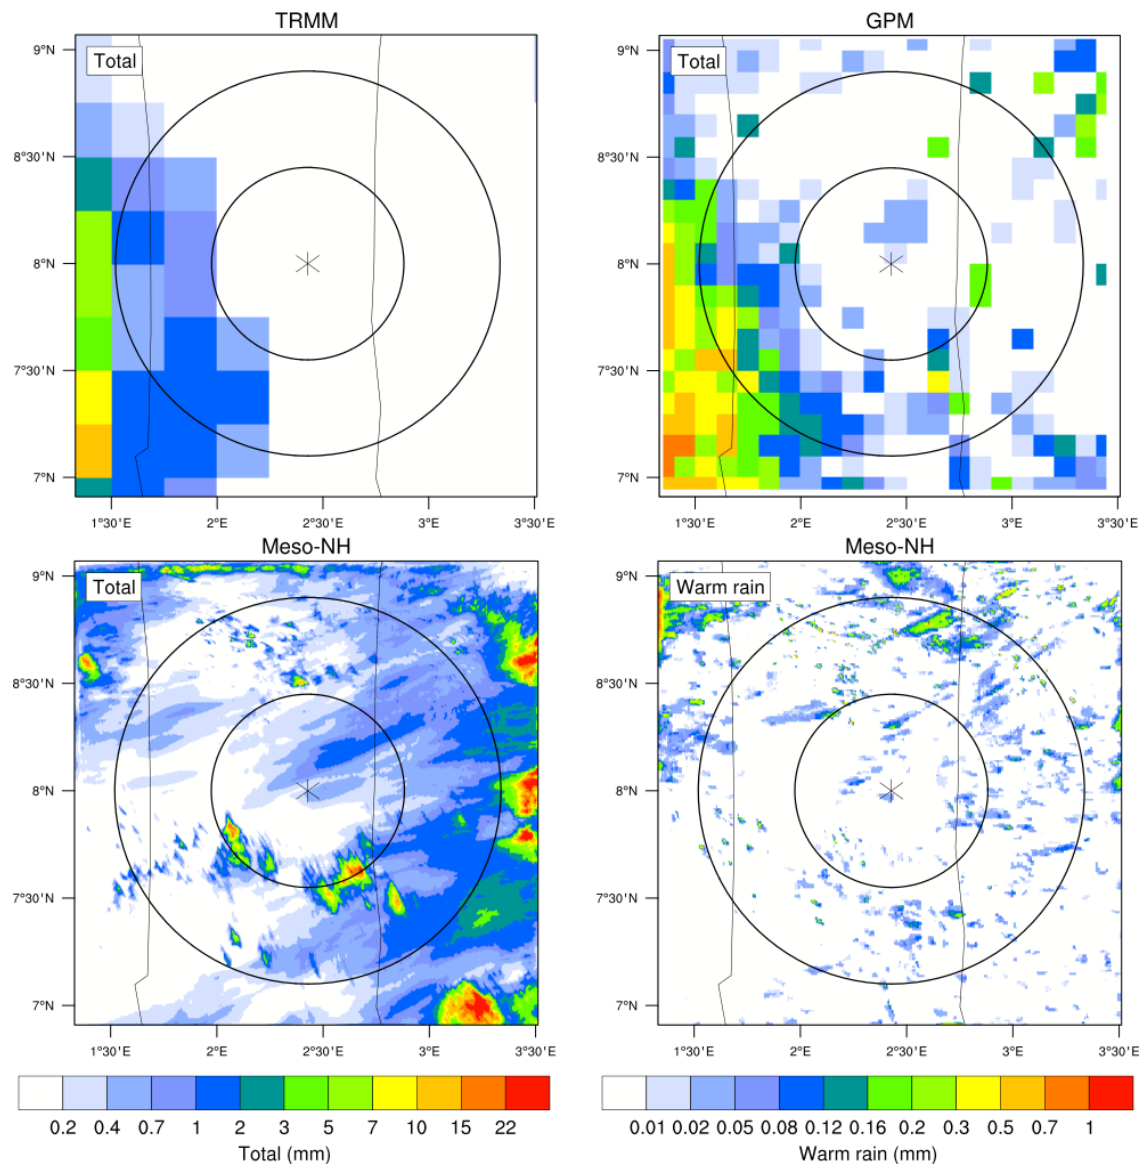 TRMM
GPM
9°N
Total
8°30'N
8°N
7°30'N
7°N
1°30'E
2°E
2°30'E
3°E
3°30'E
9°N
Total
8°30'N
8°N
7°30'N
7°N
1°30'E
2°E
2°30'E
3°E
3°30'E
Meso-NH
Meso-NH
9°N
Total
8°30'N
8°N
7°30'N
7°N
1°30'E
2°E
2°30'E
3°E
3°30'E
9°N
Warm rain
8°30'N
8°N
7°30'N
7°N
1°30'E
2°E
2°30'E
3°E
3°30'E
0.2 0.4 0.7 1 2 3 5 7 10 15 22
Total (mm)
0.01 0.02 0.05 0.08 0.12 0.16 0.2 0.3 0.5 0.7 1
Warm rain (mm)